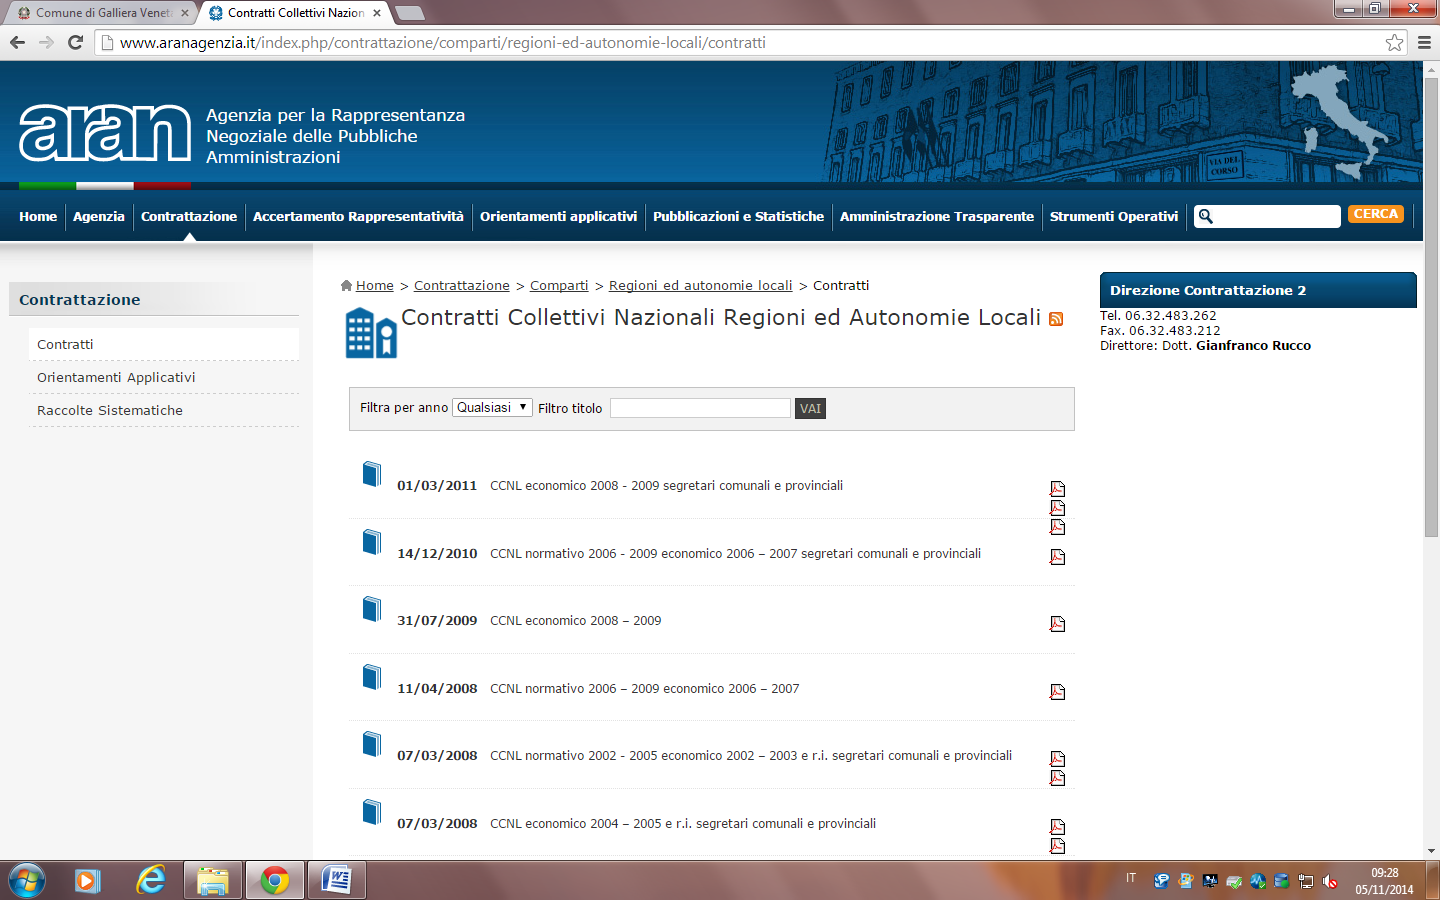 Comune di Galliera Veneta
Contratti Collettivi Nazion
www.aranagenzia.it/index.php/contrattazione/comparti/regioni-ed-autonomie-locali/contratti
aran
Agenzia per la Rappresentanza
Negoziale delle Pubbliche
Amministrazioni
VIA DEL
CORSO
Home Agenzia Contrattazione Accertamento Rappresentatività Orientamenti applicativi Pubblicazioni e Statistiche Amministrazione Trasparente Strumenti Operativi CERCA
Contrattazione
Contratti
Orientamenti Applicativi
Raccolte Sistematiche
Home > Contrattazione > Comparti > Regioni ed autonomie locali > Contratti
Contratti Collettivi Nazionali Regioni ed Autonomie Locali
Filtra per anno Qualsiasi Filtro titolo VAI
01/03/2011 CCNL economico 2008 - 2009 segretari comunali e provinciali
14/12/2010 CCNL normativo 2006 - 2009 economico 2006 – 2007 segretari comunali e provinciali
31/07/2009 CCNL economico 2008 – 2009
11/04/2008 CCNL normativo 2006 – 2009 economico 2006 – 2007
07/03/2008 CCNL normativo 2002 - 2005 economico 2002 – 2003 e r.i. segretari comunali e provinciali
07/03/2008 CCNL economico 2004 – 2005 e r.i. segretari comunali e provinciali
Direzione Contrattazione 2
Tel. 06.32.483.262
Fax. 06.32.483.212
Direttore: Dott. Gianfranco Rucco
IT
09:28
05/11/2014